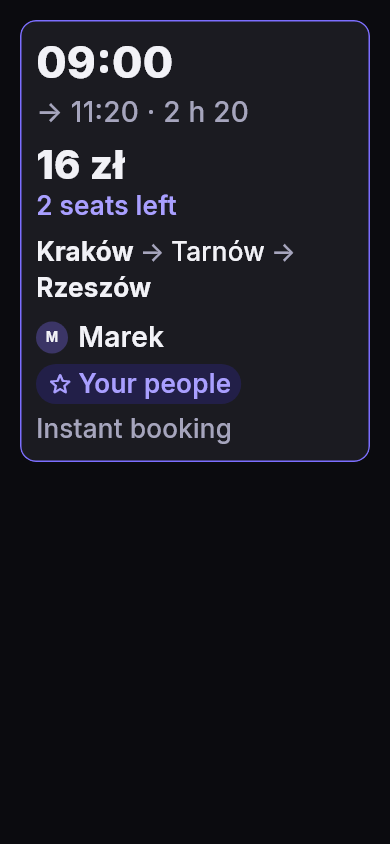 09:00
→ 11:20 · 2 h 20
16 zł
2 seats left
Kraków → Tarnów →
Rzeszów
M Marek
Your people
Instant booking